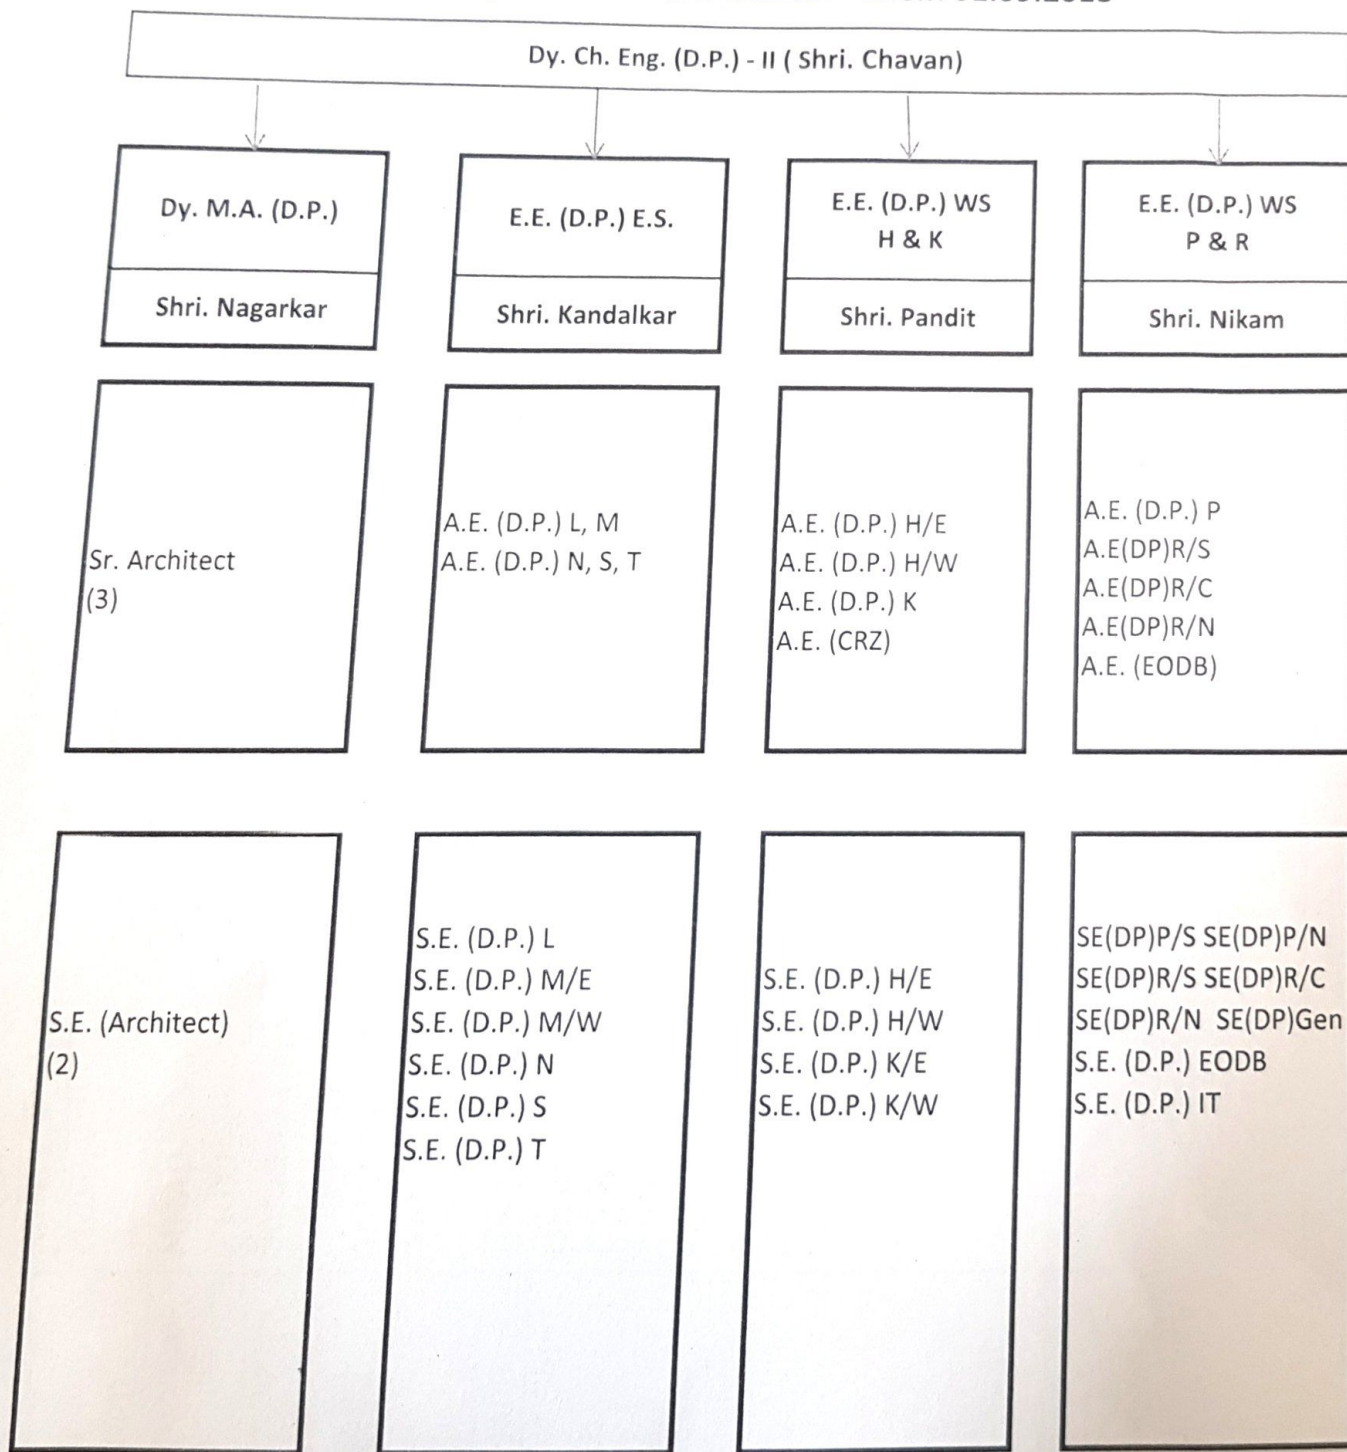 Dy. Ch. Eng. (D.P.) - II ( Shri. Chavan)
Dy. M.A. (D.P.)
Shri. Nagarkar
E.E. (D.P.) E.S.
Shri. Kandalkar
E.E. (D.P.) WS
H & K
Shri. Pandit
E.E. (D.P.) WS
P & R
Shri. Nikam
Sr. Architect
(3)
A.E. (D.P.) L, M
A.E. (D.P.) N, S, T
A.E. (D.P.) H/E
A.E. (D.P.) H/W
A.E. (D.P.) K
A.E. (CRZ)
A.E. (D.P.) P
A.E(DP)R/S
A.E(DP)R/C
A.E(DP)R/N
A.E. (EODB)
S.E. (Architect)
(2)
S.E. (D.P.) L
S.E. (D.P.) M/E
S.E. (D.P.) M/W
S.E. (D.P.) N
S.E. (D.P.) S
S.E. (D.P.) T
S.E. (D.P.) H/E
S.E. (D.P.) H/W
S.E. (D.P.) K/E
S.E. (D.P.) K/W
SE(DP)P/S SE(DP)P/N
SE(DP)R/S SE(DP)R/C
SE(DP)R/N SE(DP)Gen
S.E. (D.P.) EODB
S.E. (D.P.) IT